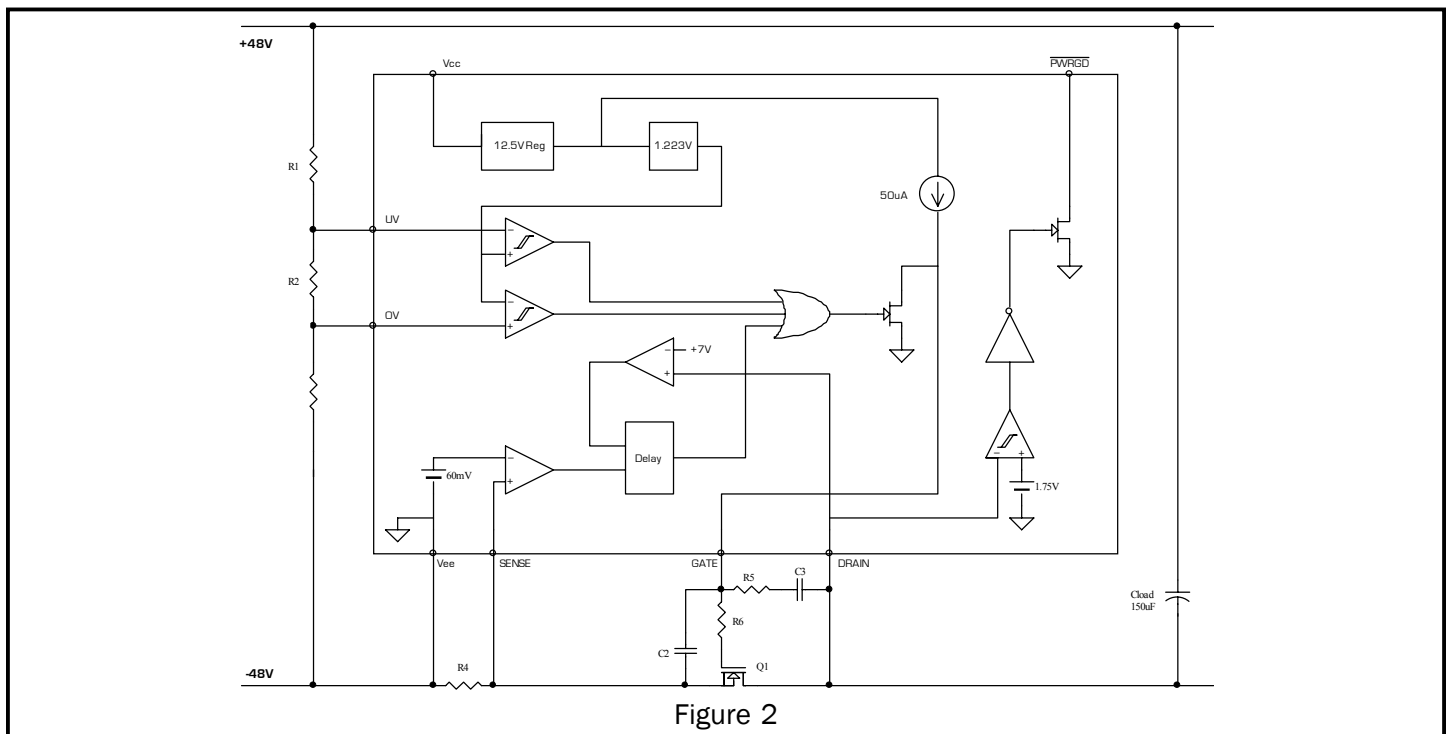 +48V
Vcc
PWRGD
12.5V Reg
1.223V
R1
50uA
UV
R2
OV
+7V
Delay
60mV
1.75V
Vee
SENSE
GATE
DRAIN
R5
C3
R6
Cload
150uF
C2
R4
Q1
-48V
Figure 2
−
+
−
+
−
+
−
+
−
+